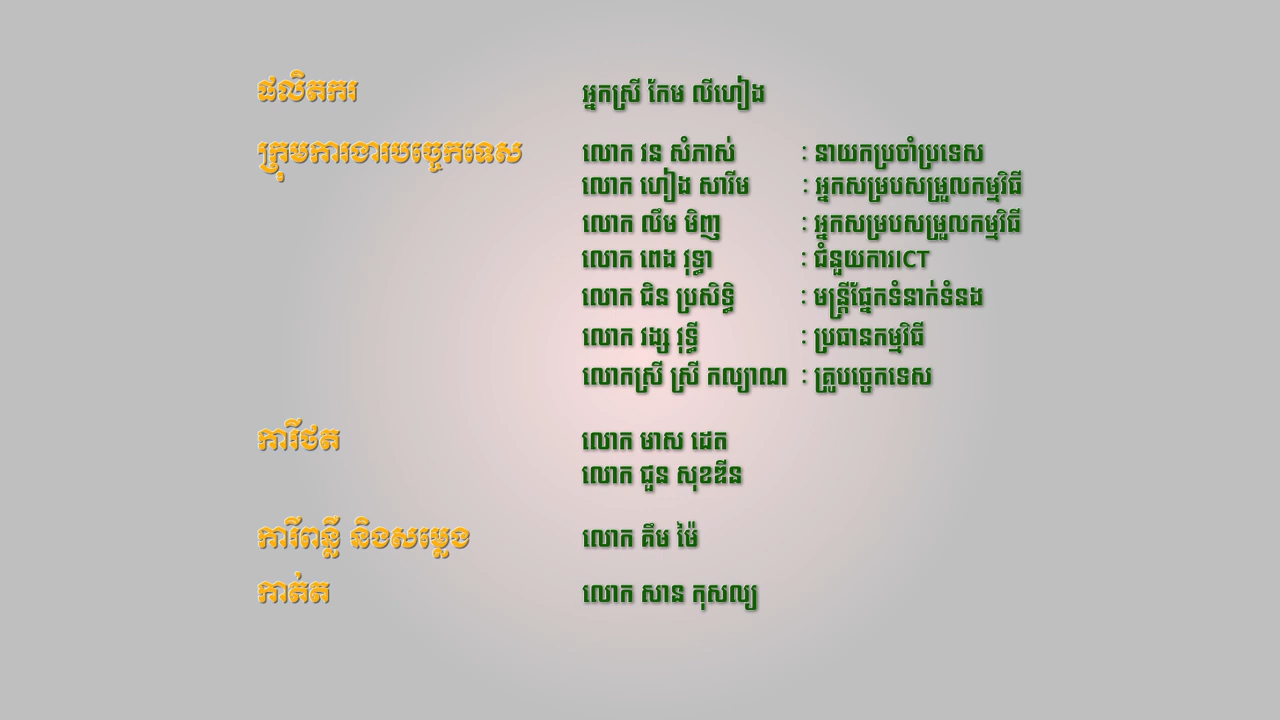 ផលិតករ អ្នកស្រី កែម លីហៀង
ក្រុមការងារបច្ចេកទេស លោក វន សំភាស់ : នាយកប្រចាំប្រទេស
លោក ហៀង សារីម : អ្នកសម្របសម្រួលកម្មវិធី
លោក លឹម មិញ : អ្នកសម្របសម្រួលកម្មវិធី
លោក ពេង វុទ្ធា : ជំនួយការICT
លោក ជិន ប្រសិទ្ធិ : មន្ត្រីផ្នែកទំនាក់ទំនង
លោក វង្ស វុទ្ធី : ប្រធានកម្មវិធី
លោកស្រី ស្រី កល្យាណ : គ្រូបច្ចេកទេស
ការីថត លោក មាស ដេត
លោក ជួន សុខឌីន
ការីពន្លឺ និងសម្លេង លោក គឹម ម៉ៃ
កាត់ត លោក សាន កុសល្យ